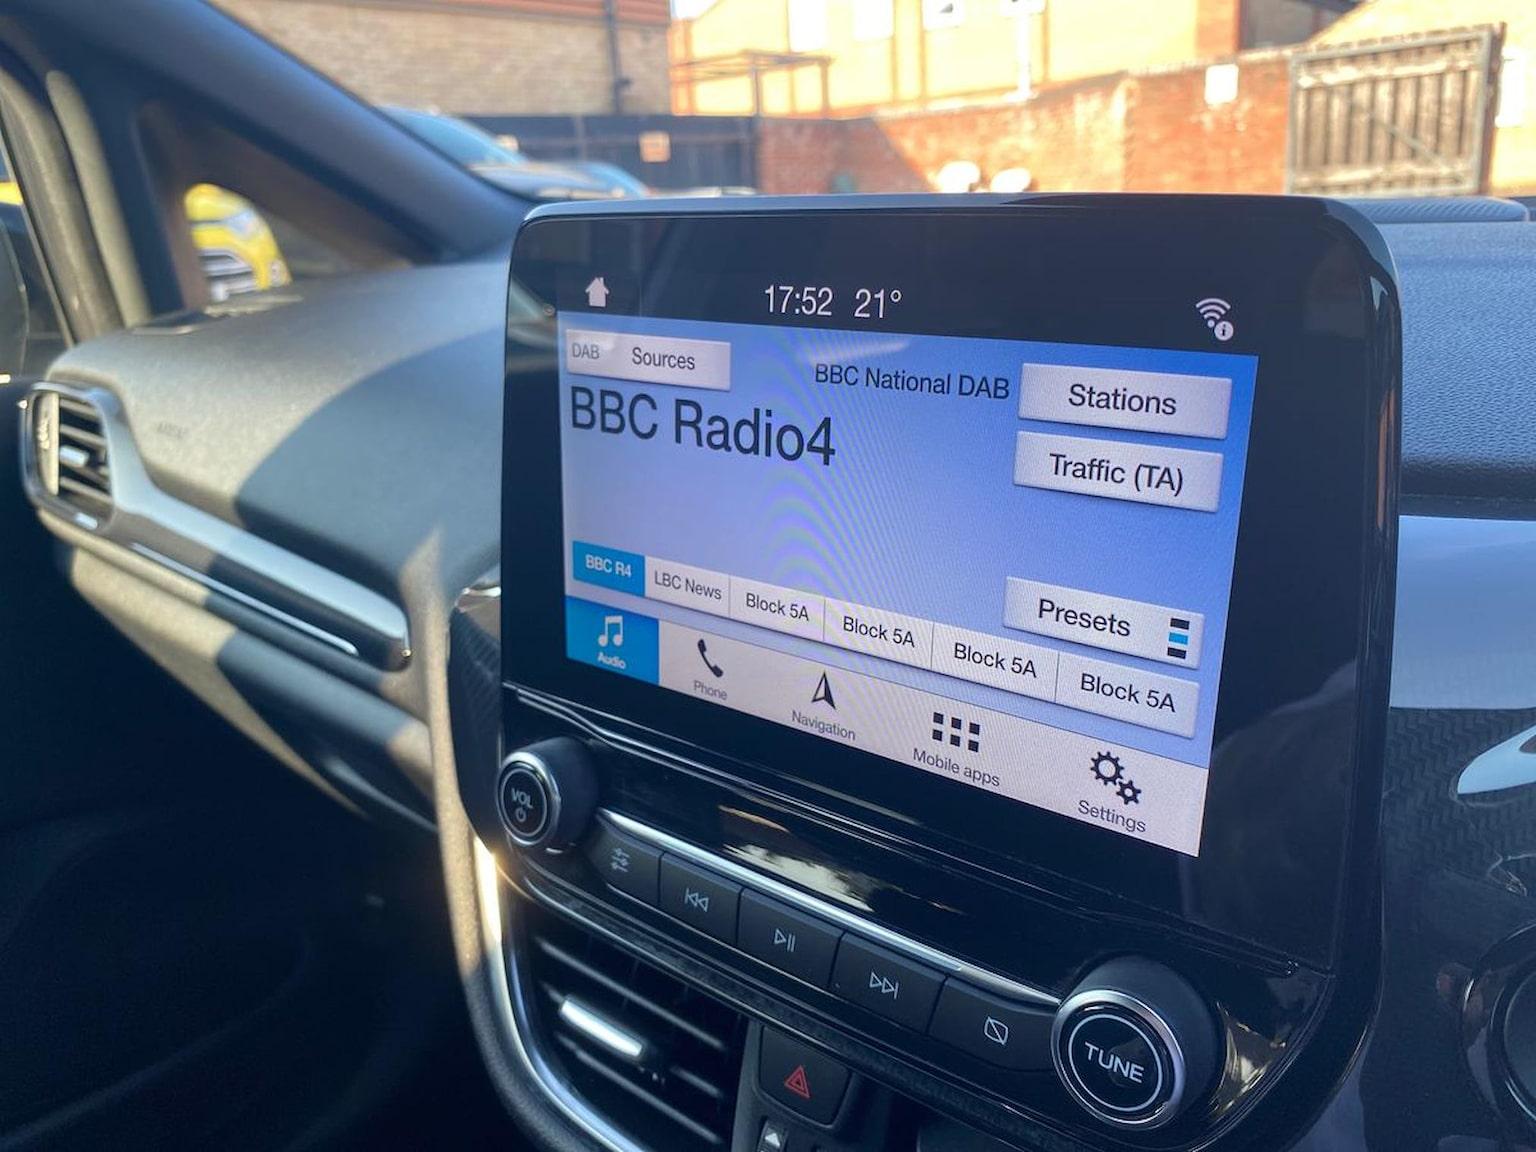 17:52 21°
DAB Sources
BBC National DAB
Stations
BBC Radio4
Traffic (TA)
Presets
BBC R4
LBC News
Block 5A
Block 5A
Block 5A
Block 5A
Audio
Phone
Navigation
Mobile apps
Settings
VOL
TUNE